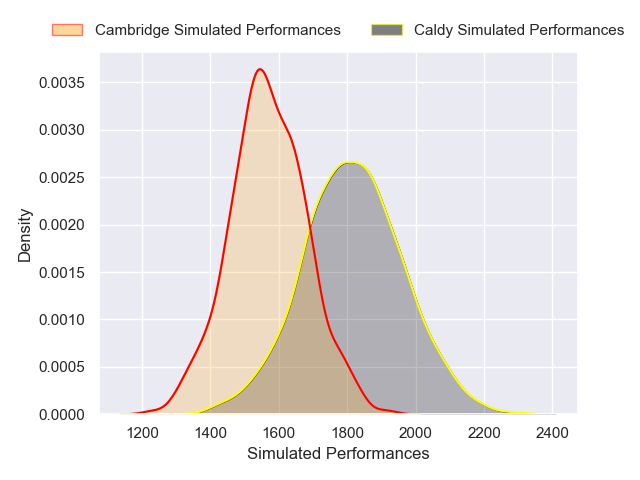 Cambridge Simulated Performances Caldy Simulated Performances
0.0035
0.0030
0.0025
0.0020
0.0015
0.0010
0.0005
0.0000
Density
1200 1400 1600 1800 2000 2200 2400
Simulated Performances